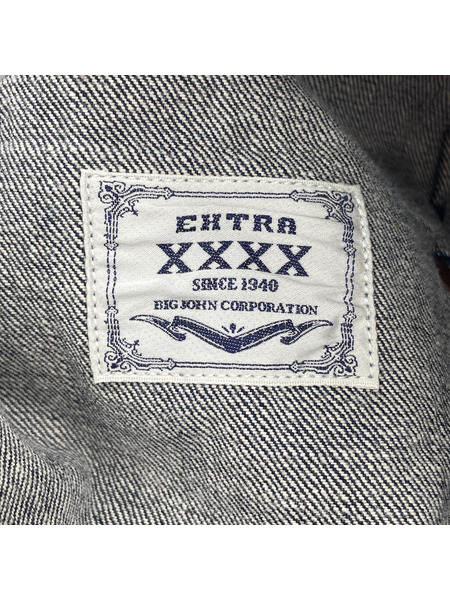 EXTRA
XXXX
SINCE 1940
BIG JOHN CORPORATION